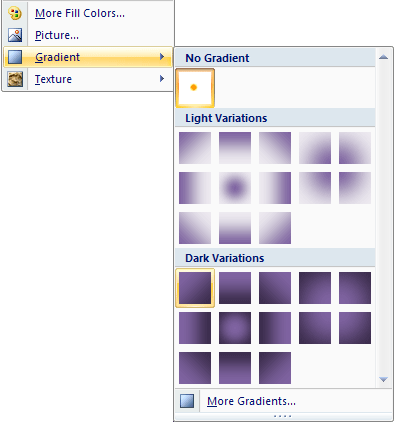 More Fill Colors...
Picture...
Gradient
Texture
No Gradient
Light Variations
Dark Variations
More Gradients...